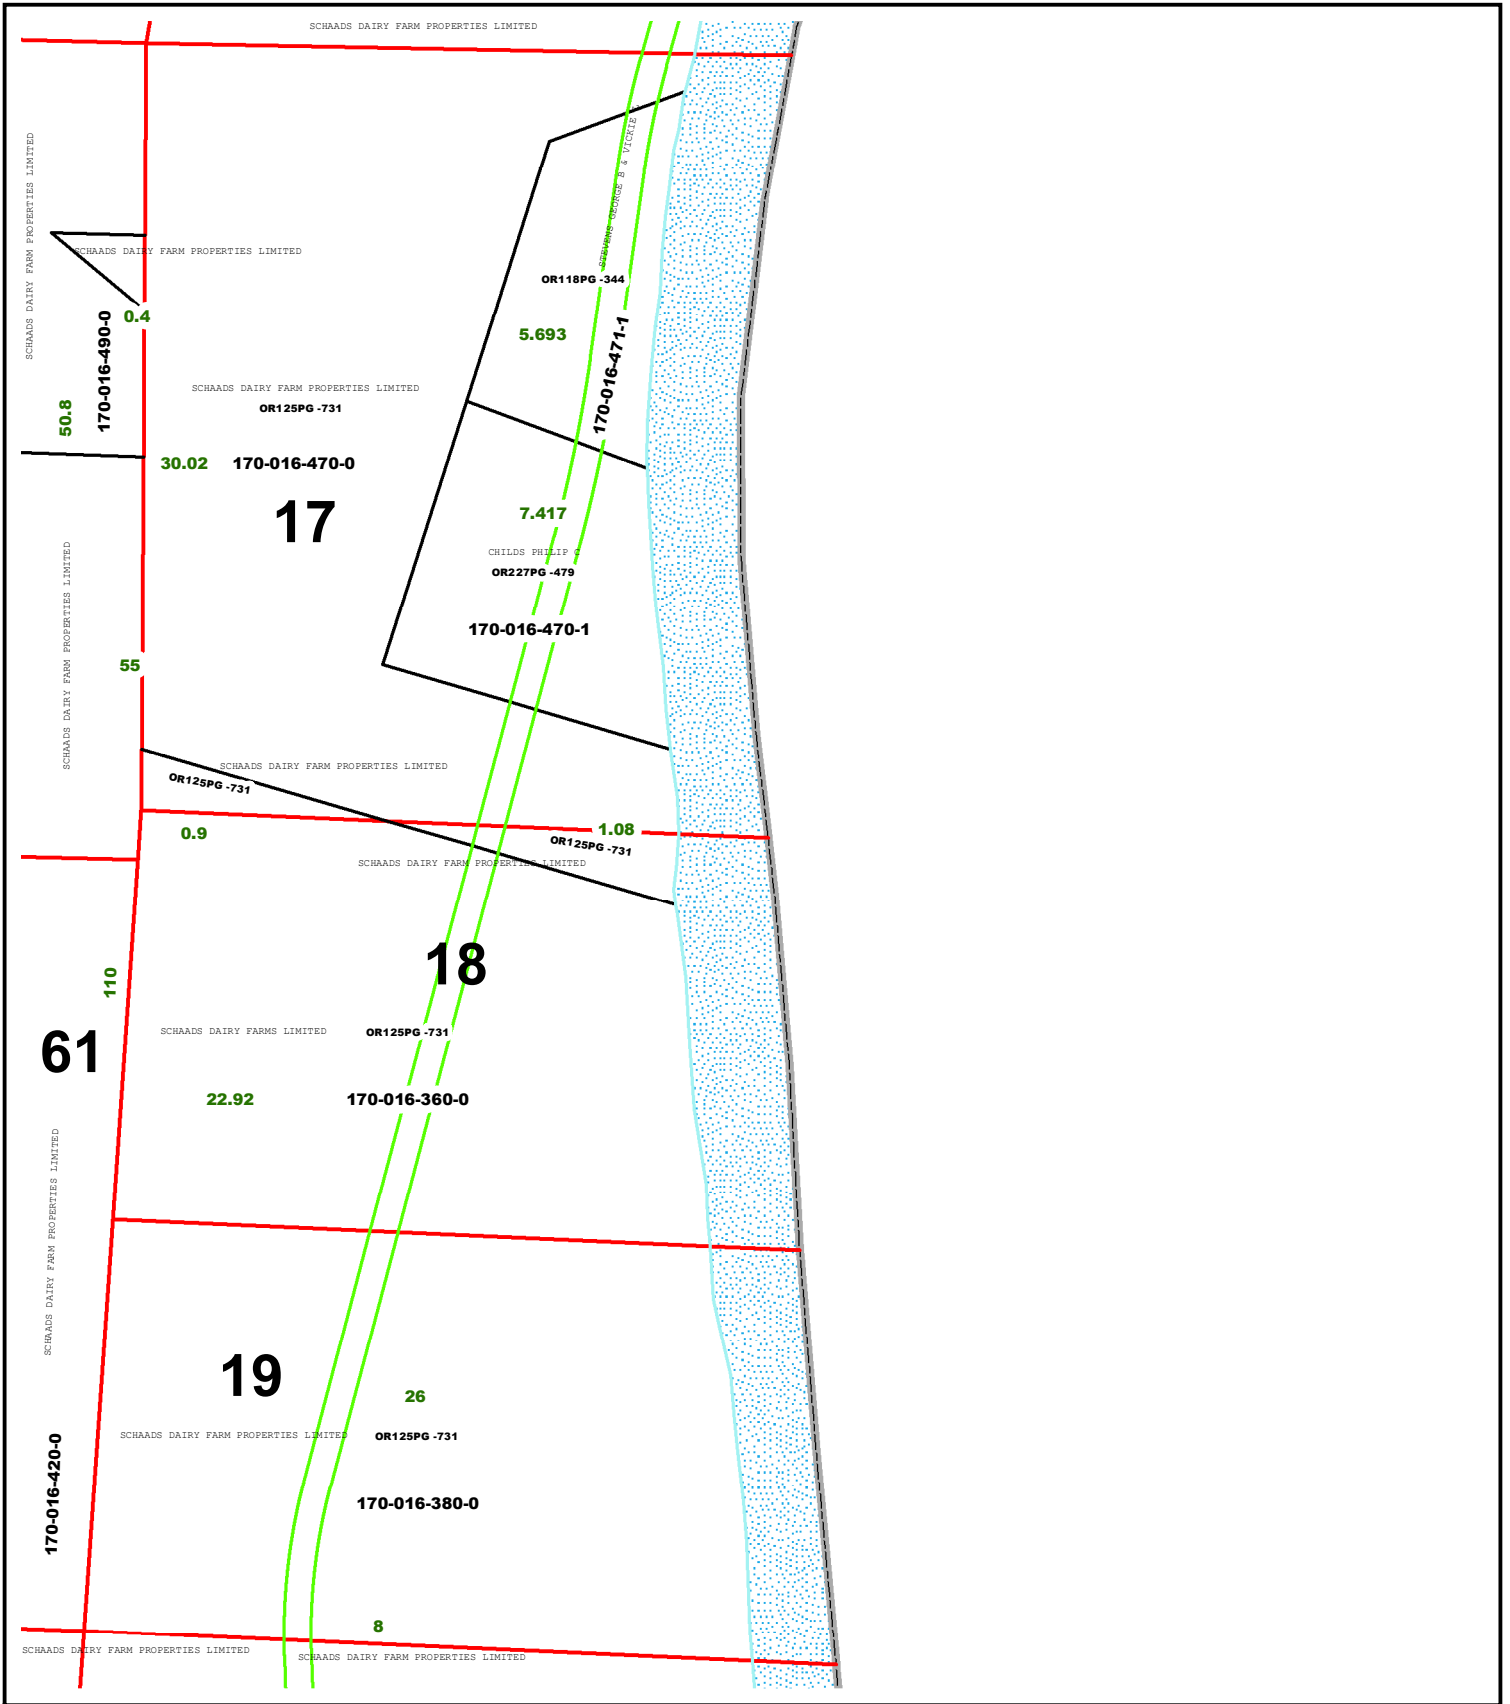 SCHAADS DAIRY FARM PROPERTIES LIMITED
SCHAADS DAIRY FARM PROPERTIES LIMITED
STEVENS GEORGE B & VICKIE
SCHAADS DAIRY FARM PROPERTIES LIMITED
OR118PG -344
0.4
5.693
170-016-490-0
170-016-471-1
50.8
SCHAADS DAIRY FARM PROPERTIES LIMITED
OR125PG -731
30.02 170-016-470-0
17
7.417
CHILDS PHILIP C
OR227PG -479
170-016-470-1
SCHAADS DAIRY FARM PROPERTIES LIMITED
55
SCHAADS DAIRY FARM PROPERTIES LIMITED
OR125PG -731
0.9
1.08
OR125PG -731
SCHAADS DAIRY FARM PROPERTIES LIMITED
18
110
61
SCHAADS DAIRY FARMS LIMITED
OR125PG -731
22.92
170-016-360-0
SCHAADS DAIRY FARM PROPERTIES LIMITED
19
26
SCHAADS DAIRY FARM PROPERTIES LIMITED
OR125PG -731
170-016-420-0
170-016-380-0
8
SCHAADS DAIRY FARM PROPERTIES LIMITED
SCHAADS DAIRY FARM PROPERTIES LIMITED